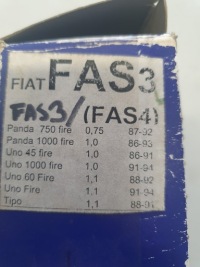 FIAT FAS3
FAS3/(FAS4)
Panda 750 fire 0,75 87-92
Panda 1000 fire 1,0 86-93
Uno 45 fire 1,0 86-91
Uno 1000 fire 1,0 91-94
Uno 60 Fire 1,1 88-92
Uno Fire 1,1 91-94
Tipo 1,1 88-91